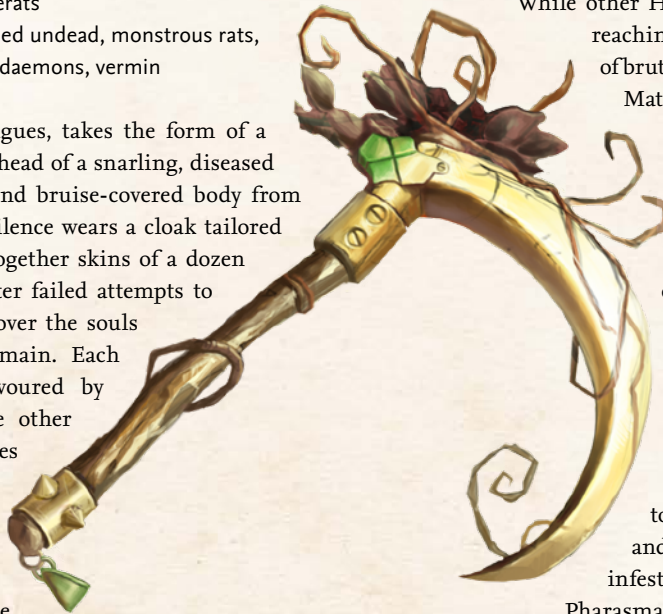 erats
ed undead, monstrous rats,
daemons, vermin
gues, takes the form of a
head of a snarling, diseased
nd bruise-covered body from
ilence wears a cloak tailored
ogether skins of a dozen
ter failed attempts to
over the souls
main. Each
voured by
e other
es
e
While other H
reachin
of brut
Mat
to
and
infest
Pharasma